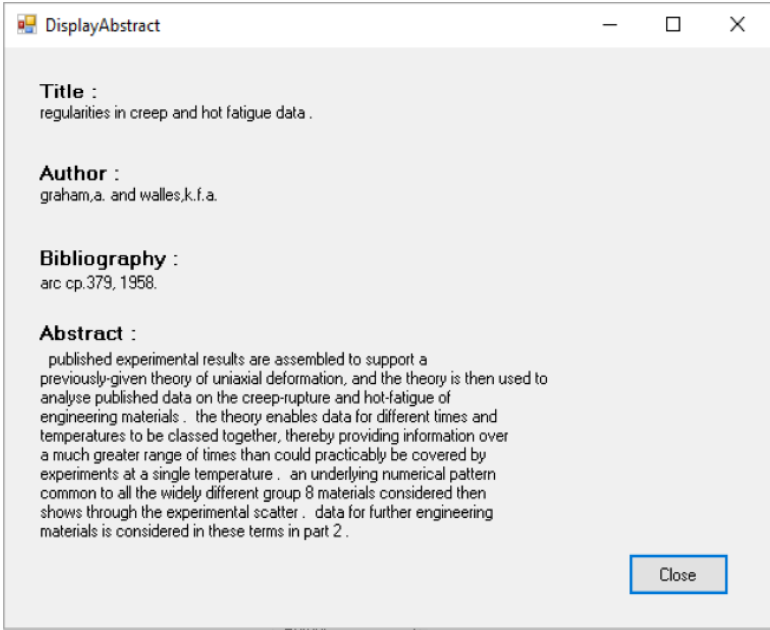 DisplayAbstract
Title :
regularities in creep and hot fatigue data .
Author :
graham,a. and walles,k.f.a.
Bibliography :
arc cp.379, 1958.
Abstract :
published experimental results are assembled to support a
previously-given theory of uniaxial deformation, and the theory is then used to
analyse published data on the creep-rupture and hot-fatigue of
engineering materials .  the theory enables data for different times and
temperatures to be classed together, thereby providing information over
a much greater range of times than could practicably be covered by
experiments at a single temperature .  an underlying numerical pattern
common to all the widely different group 8 materials considered then
shows through the experimental scatter .  data for further engineering
materials is considered in these terms in part 2 .
Close